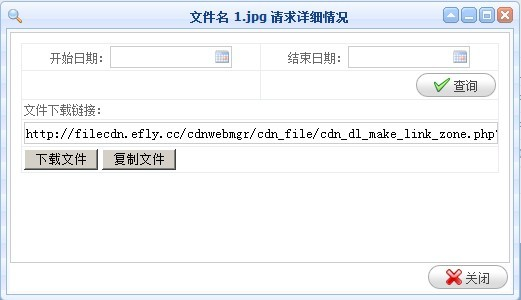 文件名 1.jpg 请求详细情况
开始日期: 结束日期:
查询
文件下载链接:
http://filecdn.efly.cc/cdnwebmgr/cdn_file/cdn_dl_make_link_zone.php?
下载文件 复制文件
关闭